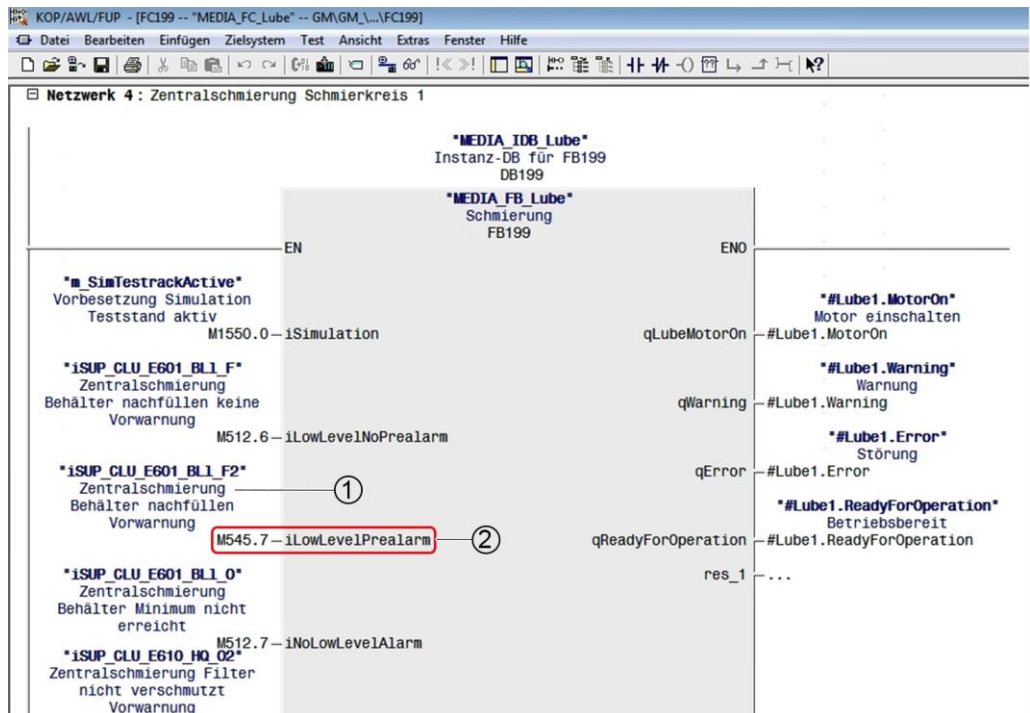 KOP/AWL/FUP - [FC199 -- "MEDIA_FC_Lube" -- GM\GM_\...\FC199]
Datei Bearbeiten Einfügen Zielsystem Test Ansicht Extras Fenster Hilfe
Netzwerk 4: Zentralschmierung Schmierkreis 1
"MEDIA_IDB_Lube"
Instanz-DB für FB199
DB199
"MEDIA_FB_Lube"
Schmierung
FB199
EN
ENO
"m_SimTestrackActive"
Vorbesetzung Simulation
Teststand aktiv
M1550.0
iSimulation
"iSUP_CLU_E601_BL1_F"
Zentralschmierung
Behälter nachfüllen keine
Vorwarnung
M512.6
iLowLevelNoPrealarm
"iSUP_CLU_E601_BL1_F2"
Zentralschmierung
Behälter nachfüllen
Vorwarnung
M545.7
iLowLevelPrealarm
1
2
"iSUP_CLU_E601_BL1_O"
Zentralschmierung
Behälter Minimum nicht
erreicht
M512.7
iNoLowLevelAlarm
"iSUP_CLU_E610_HQ_O2"
Zentralschmierung Filter
nicht verschmutzt
Vorwarnung
"#Lube1.MotorOn"
Motor einschalten
qLubeMotorOn
#Lube1.MotorOn
"#Lube1.Warning"
Warnung
qWarning
#Lube1.Warning
"#Lube1.Error"
Störung
qError
#Lube1.Error
"#Lube1.ReadyForOperation"
Betriebsbereit
qReadyForOperation
#Lube1.ReadyForOperation
res_1
...